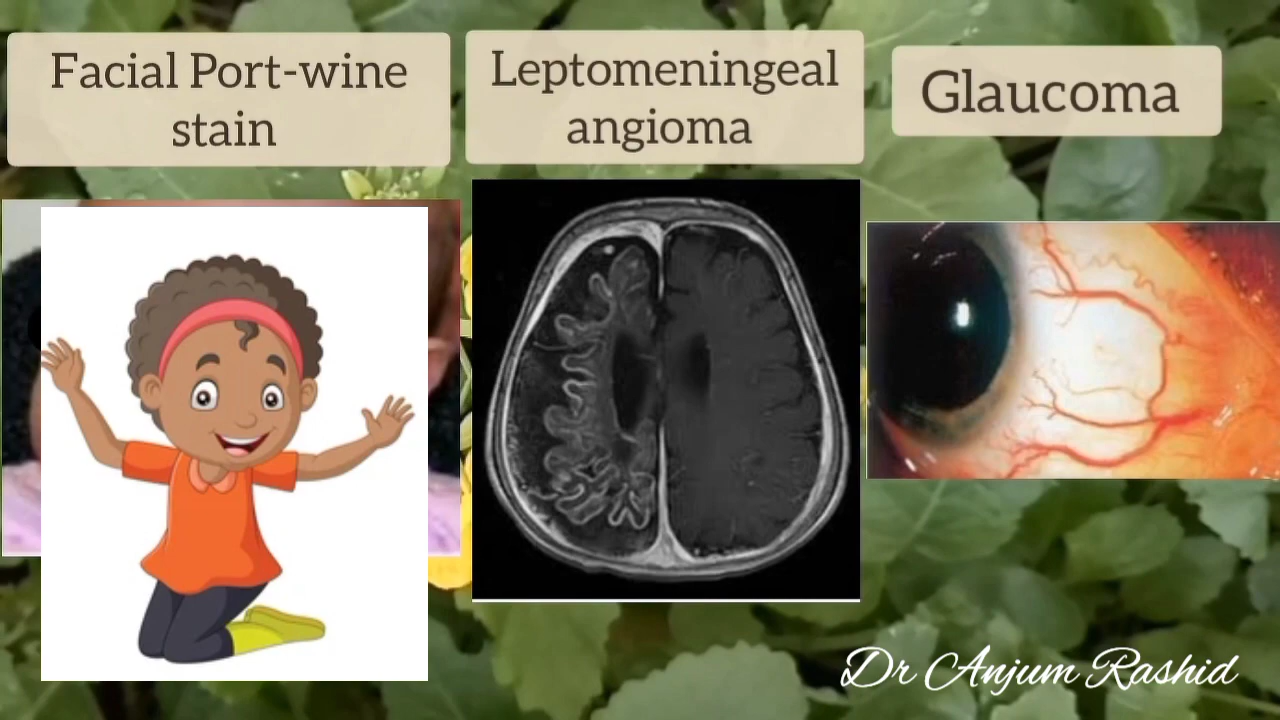 Facial Port-wine
stain
Leptomeningeal
angioma
Glaucoma
Dr Anjum Rashid